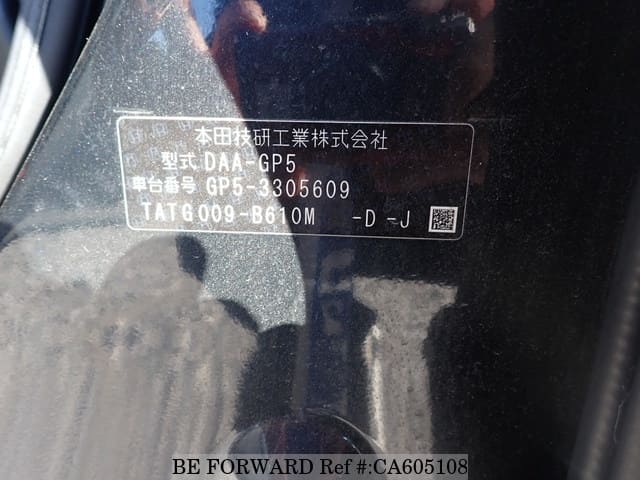 本田技研工業株式会社
型式 DAA-GP5
車台番号 GP5-3305609
TATG009-B610M -D -J
BE FORWARD Ref #:CA605108